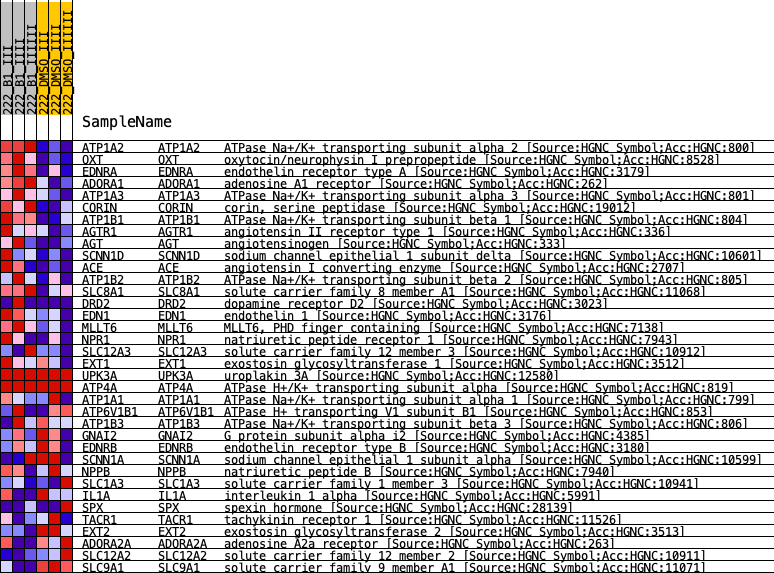 222_B1_III
222_B1_IIII
222_B1_IIIIII
222_DMSO_III
222_DMSO_IIII
222_DMSO_IIIIII
SampleName
ATP1A2 ATP1A2 ATPase Na+/K+ transporting subunit alpha 2 [Source:HGNC Symbol;Acc:HGNC:800]
OXT OXT oxytocin/neurophysin I prepropeptide [Source:HGNC Symbol;Acc:HGNC:8528]
EDNRA EDNRA endothelin receptor type A [Source:HGNC Symbol;Acc:HGNC:3179]
ADORA1 ADORA1 adenosine A1 receptor [Source:HGNC Symbol;Acc:HGNC:262]
ATP1A3 ATP1A3 ATPase Na+/K+ transporting subunit alpha 3 [Source:HGNC Symbol;Acc:HGNC:801]
CORIN CORIN corin, serine peptidase [Source:HGNC Symbol;Acc:HGNC:19012]
ATP1B1 ATP1B1 ATPase Na+/K+ transporting subunit beta 1 [Source:HGNC Symbol;Acc:HGNC:804]
AGTR1 AGTR1 angiotensin II receptor type 1 [Source:HGNC Symbol;Acc:HGNC:336]
AGT AGT angiotensinogen [Source:HGNC Symbol;Acc:HGNC:333]
SCNN1D SCNN1D sodium channel epithelial 1 subunit delta [Source:HGNC Symbol;Acc:HGNC:10601]
ACE ACE angiotensin I converting enzyme [Source:HGNC Symbol;Acc:HGNC:2707]
ATP1B2 ATP1B2 ATPase Na+/K+ transporting subunit beta 2 [Source:HGNC Symbol;Acc:HGNC:805]
SLC8A1 SLC8A1 solute carrier family 8 member A1 [Source:HGNC Symbol;Acc:HGNC:11068]
DRD2 DRD2 dopamine receptor D2 [Source:HGNC Symbol;Acc:HGNC:3023]
EDN1 EDN1 endothelin 1 [Source:HGNC Symbol;Acc:HGNC:3176]
MLLT6 MLLT6 MLLT6, PHD finger containing [Source:HGNC Symbol;Acc:HGNC:7138]
NPR1 NPR1 natriuretic peptide receptor 1 [Source:HGNC Symbol;Acc:HGNC:7943]
SLC12A3 SLC12A3 solute carrier family 12 member 3 [Source:HGNC Symbol;Acc:HGNC:10912]
EXT1 EXT1 exostosin glycosyltransferase 1 [Source:HGNC Symbol;Acc:HGNC:3512]
UPK3A UPK3A uroplakin 3A [Source:HGNC Symbol;Acc:HGNC:12580]
ATP4A ATP4A ATPase H+/K+ transporting subunit alpha [Source:HGNC Symbol;Acc:HGNC:819]
ATP1A1 ATP1A1 ATPase Na+/K+ transporting subunit alpha 1 [Source:HGNC Symbol;Acc:HGNC:799]
ATP6V1B1 ATP6V1B1 ATPase H+ transporting V1 subunit B1 [Source:HGNC Symbol;Acc:HGNC:853]
ATP1B3 ATP1B3 ATPase Na+/K+ transporting subunit beta 3 [Source:HGNC Symbol;Acc:HGNC:806]
GNAI2 GNAI2 G protein subunit alpha i2 [Source:HGNC Symbol;Acc:HGNC:4385]
EDNRB EDNRB endothelin receptor type B [Source:HGNC Symbol;Acc:HGNC:3180]
SCNN1A SCNN1A sodium channel epithelial 1 subunit alpha [Source:HGNC Symbol;Acc:HGNC:10599]
NPPB NPPB natriuretic peptide B [Source:HGNC Symbol;Acc:HGNC:7940]
SLC1A3 SLC1A3 solute carrier family 1 member 3 [Source:HGNC Symbol;Acc:HGNC:10941]
IL1A IL1A interleukin 1 alpha [Source:HGNC Symbol;Acc:HGNC:5991]
SPX SPX spexin hormone [Source:HGNC Symbol;Acc:HGNC:28139]
TACR1 TACR1 tachykinin receptor 1 [Source:HGNC Symbol;Acc:HGNC:11526]
EXT2 EXT2 exostosin glycosyltransferase 2 [Source:HGNC Symbol;Acc:HGNC:3513]
ADORA2A ADORA2A adenosine A2a receptor [Source:HGNC Symbol;Acc:HGNC:263]
SLC12A2 SLC12A2 solute carrier family 12 member 2 [Source:HGNC Symbol;Acc:HGNC:10911]
SLC9A1 SLC9A1 solute carrier family 9 member A1 [Source:HGNC Symbol;Acc:HGNC:11071]